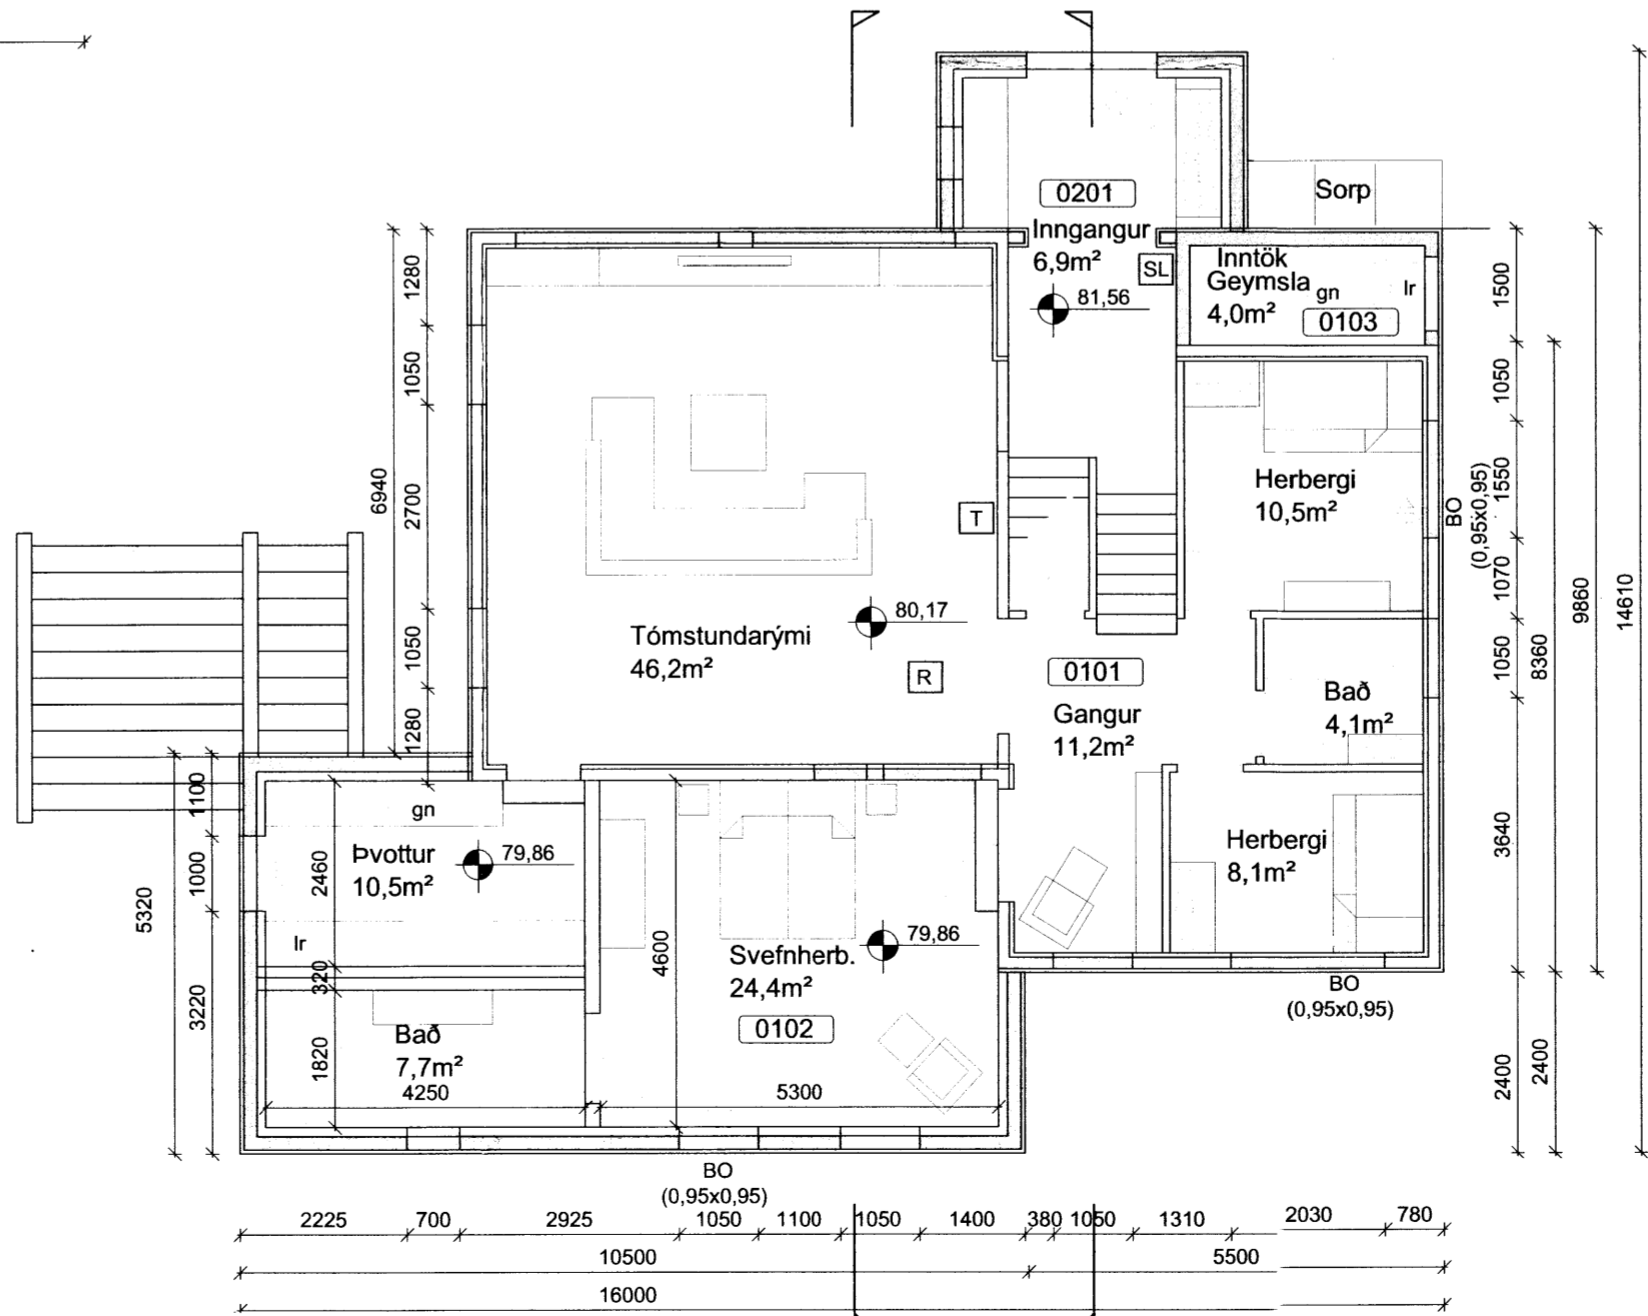 0201
Inngangur
6,9m²
SL
81,56
Sorp
Inntök
Geymsla
gn
lr
4,0m²
0103
Herbergi
10,5m²
BO
(0,95x0,95)
T
80,17
Tómstundarými
46,2m²
R
0101
Gangur
11,2m²
Bað
4,1m²
gn
Þvottur
10,5m²
79,86
lr
Svefnherb.
24,4m²
79,86
0102
Herbergi
8,1m²
Bað
7,7m²
BO
(0,95x0,95)
BO
(0,95x0,95)
1280
1050
2700
1050
1280
6940
1100
1000
3220
5320
2460
320
1820
4600
4250
5300
1500
1050
1550
1070
1050
3640
2400
8360
2400
9860
14610
2225
700
2925
1050
1100
1050
1400
380
1050
1310
2030
780
10500
5500
16000